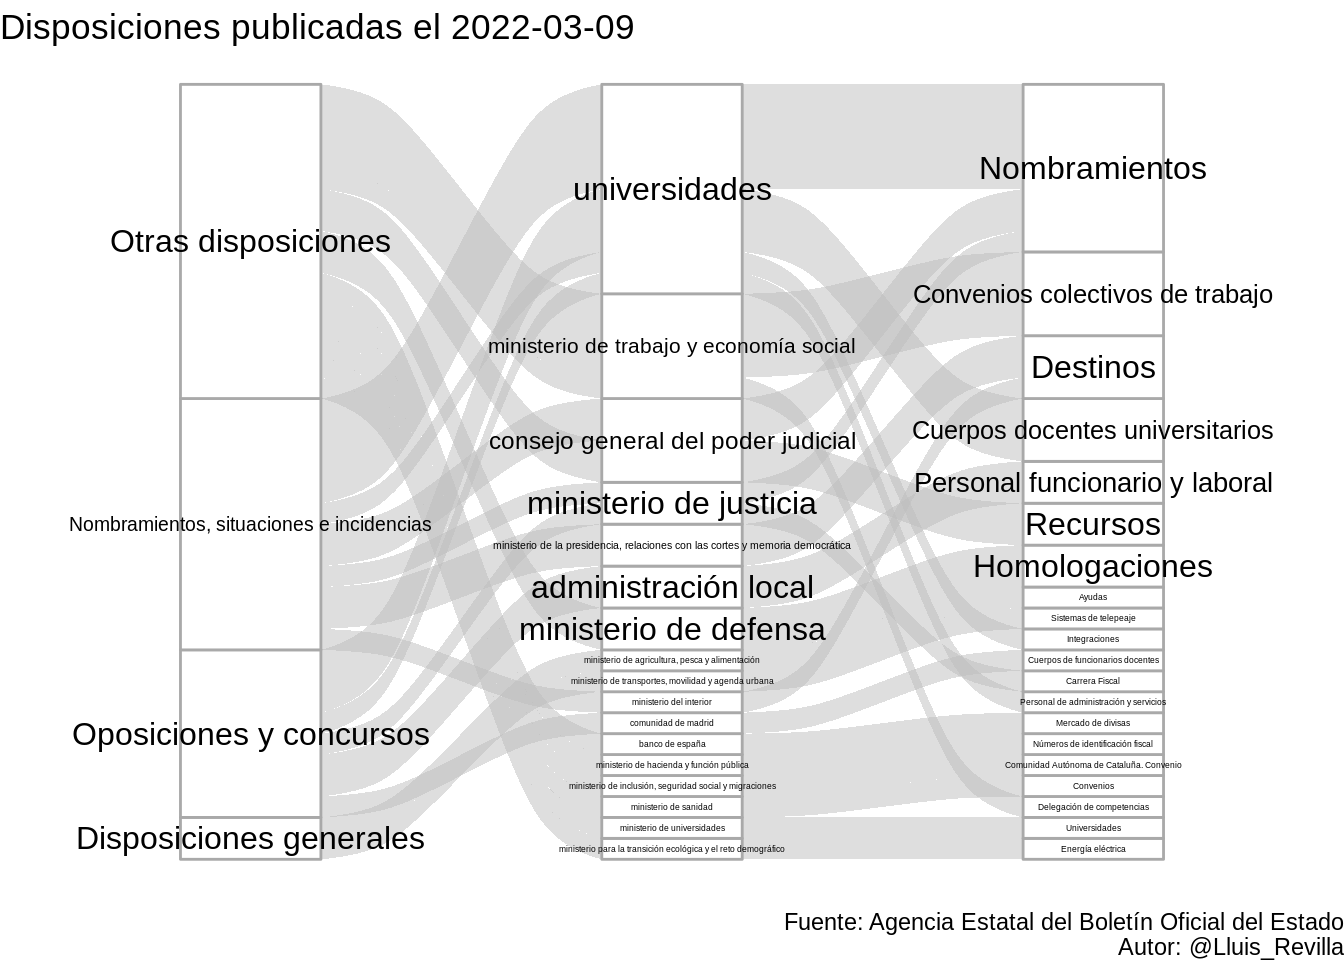 Disposiciones publicadas el 2022-03-09
Otras disposiciones
Nombramientos, situaciones e incidencias
Oposiciones y concursos
Disposiciones generales
universidades
ministerio de trabajo y economía social
consejo general del poder judicial
ministerio de justicia
ministerio de la presidencia, relaciones con las cortes y memoria democrática
administración local
ministerio de defensa
ministerio de agricultura, pesca y alimentación
ministerio de transportes, movilidad y agenda urbana
ministerio del interior
comunidad de madrid
banco de españa
ministerio de hacienda y función pública
ministerio de inclusión, seguridad social y migraciones
ministerio de sanidad
ministerio de universidades
ministerio para la transición ecológica y el reto demográfico
Nombramientos
Convenios colectivos de trabajo
Destinos
Cuerpos docentes universitarios
Personal funcionario y laboral
Recursos
Homologaciones
Ayudas
Sistemas de telepeaje
Integraciones
Cuerpos de funcionarios docentes
Carrera Fiscal
Personal de administración y servicios
Mercado de divisas
Números de identificación fiscal
Comunidad Autónoma de Cataluña. Convenio
Convenios
Delegación de competencias
Universidades
Energía eléctrica
Fuente: Agencia Estatal del Boletín Oficial del Estado
Autor: @Lluis_Revilla